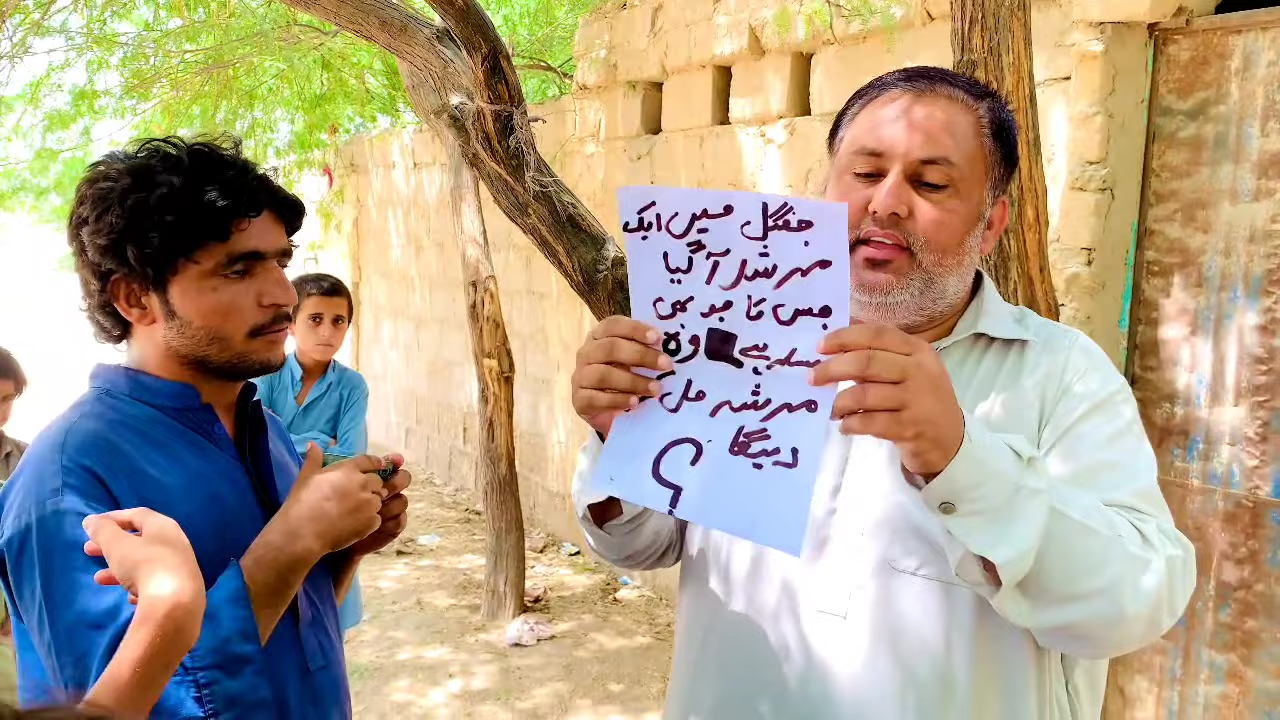 جنگل میں ایک
مرشد آ گیا
جس کا جو بھی
مسلہ ہے وہ
مرشد حل
دیگا
؟